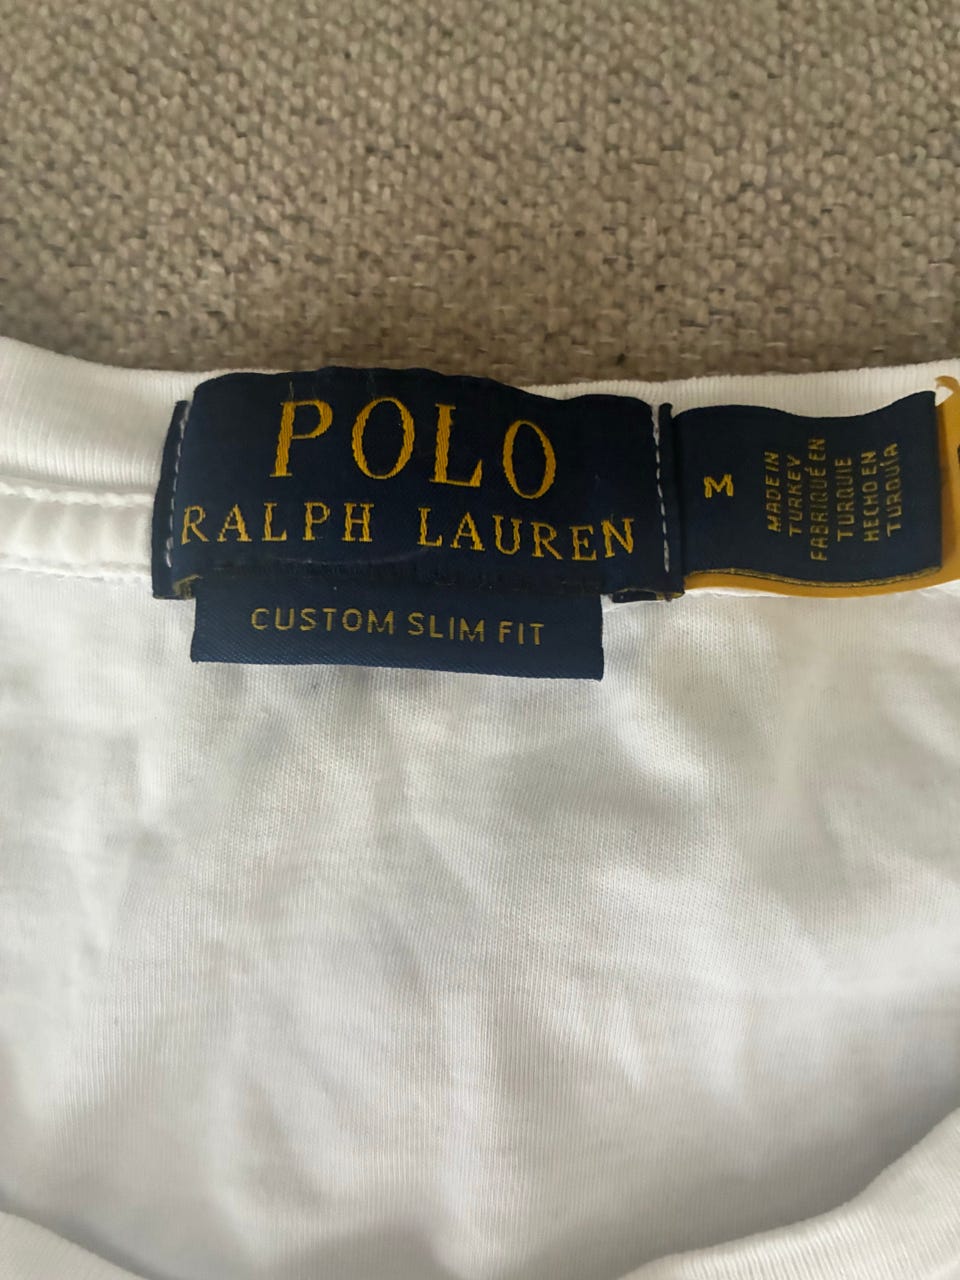 POLO
RALPH LAUREN
CUSTOM SLIM FIT
M
MADE IN
TURKEY
FABRIQUÉ EN
TURQUIE
HECHO EN
TURQUÍA